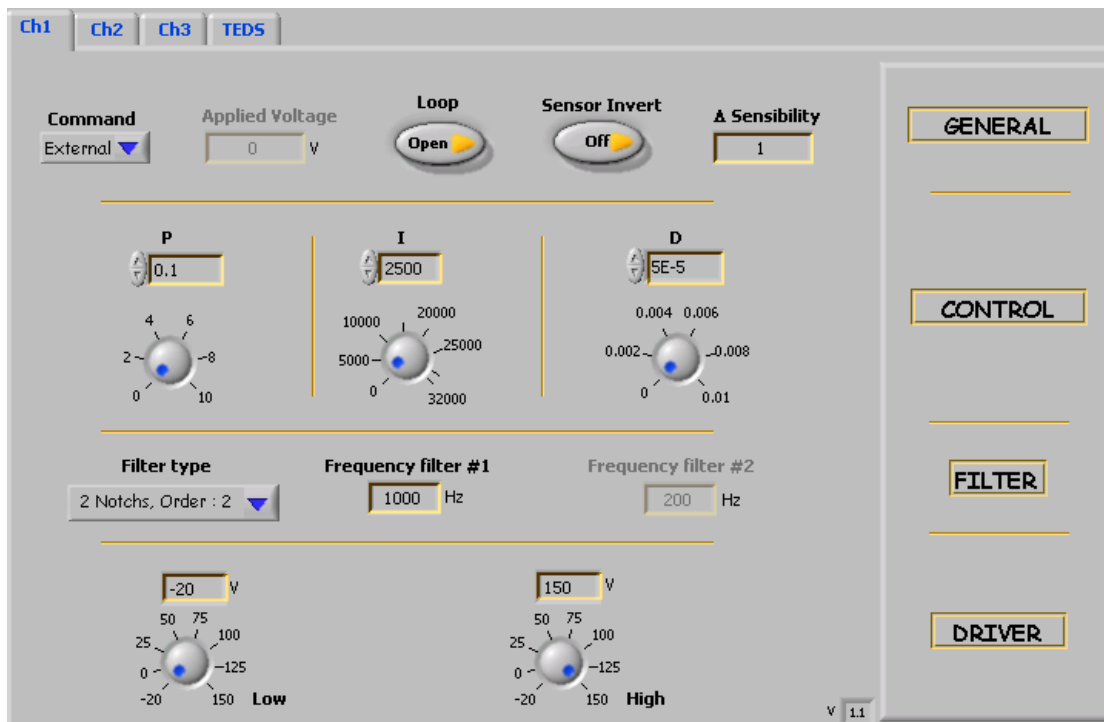 Ch1 Ch2 Ch3 TEDS
Command Applied Voltage Loop Sensor Invert Δ Sensibility
External 0 V Open Off 1
GENERAL
P I D
0.1 2500 5E-5
4 6 10000 20000 0.004 0.006
2 8 5000 25000 0.002 0.008
0 10 0 32000 0 0.01
CONTROL
Filter type Frequency filter #1 Frequency filter #2
2 Notchs, Order : 2 1000 Hz 200 Hz
FILTER
-20 V 150 V
50 75 50 75
25 100 25 100
0 125 0 125
-20 150 Low -20 150 High
DRIVER
V 1.1